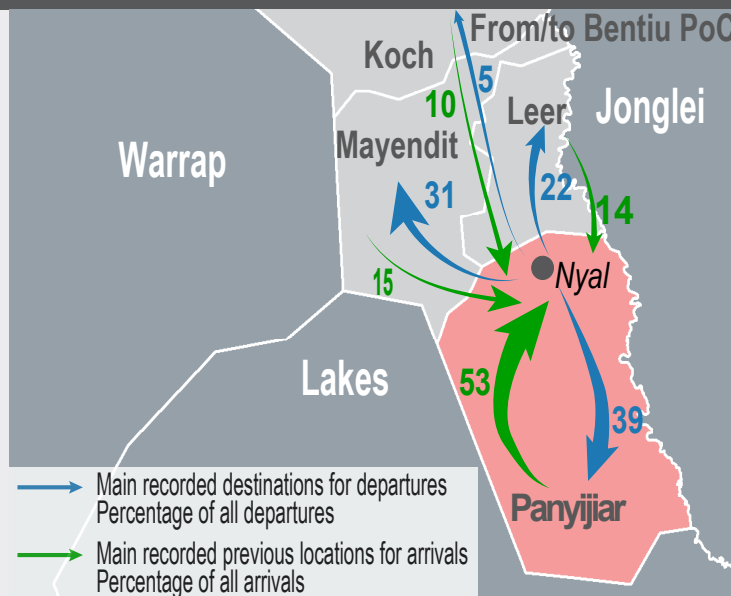 From/to Bentiu PoC
Koch
5
10
Leer
Jonglei
Mayendit
Warrap
31
22
14
15
Nyal
Lakes
53
39
Panyijiar
Main recorded destinations for departures
Percentage of all departures
Main recorded previous locations for arrivals
Percentage of all arrivals